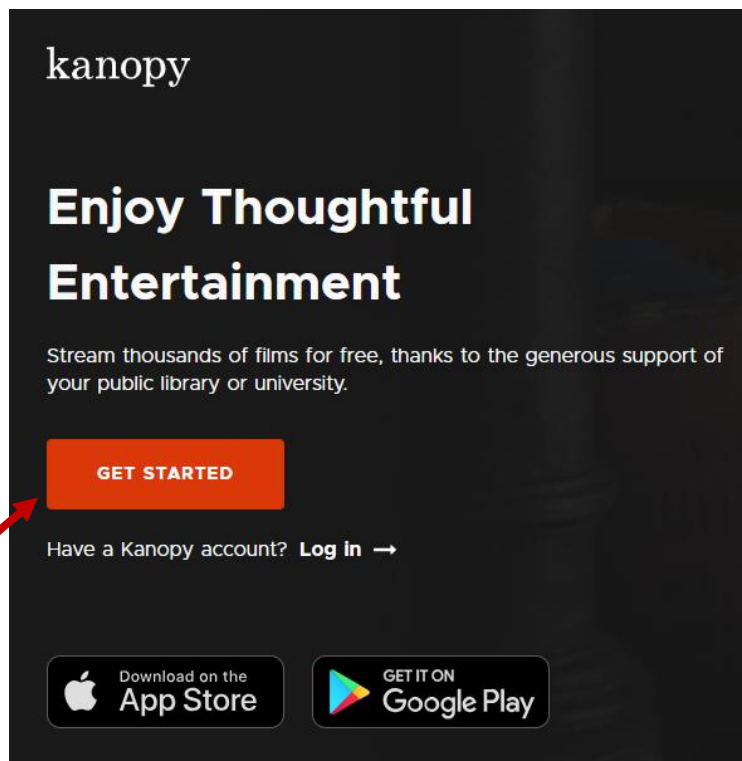 kanopy
Enjoy Thoughtful
Entertainment
Stream thousands of films for free, thanks to the generous support of
your public library or university.
GET STARTED
Have a Kanopy account? Log in →
Download on the
App Store
GET IT ON
Google Play